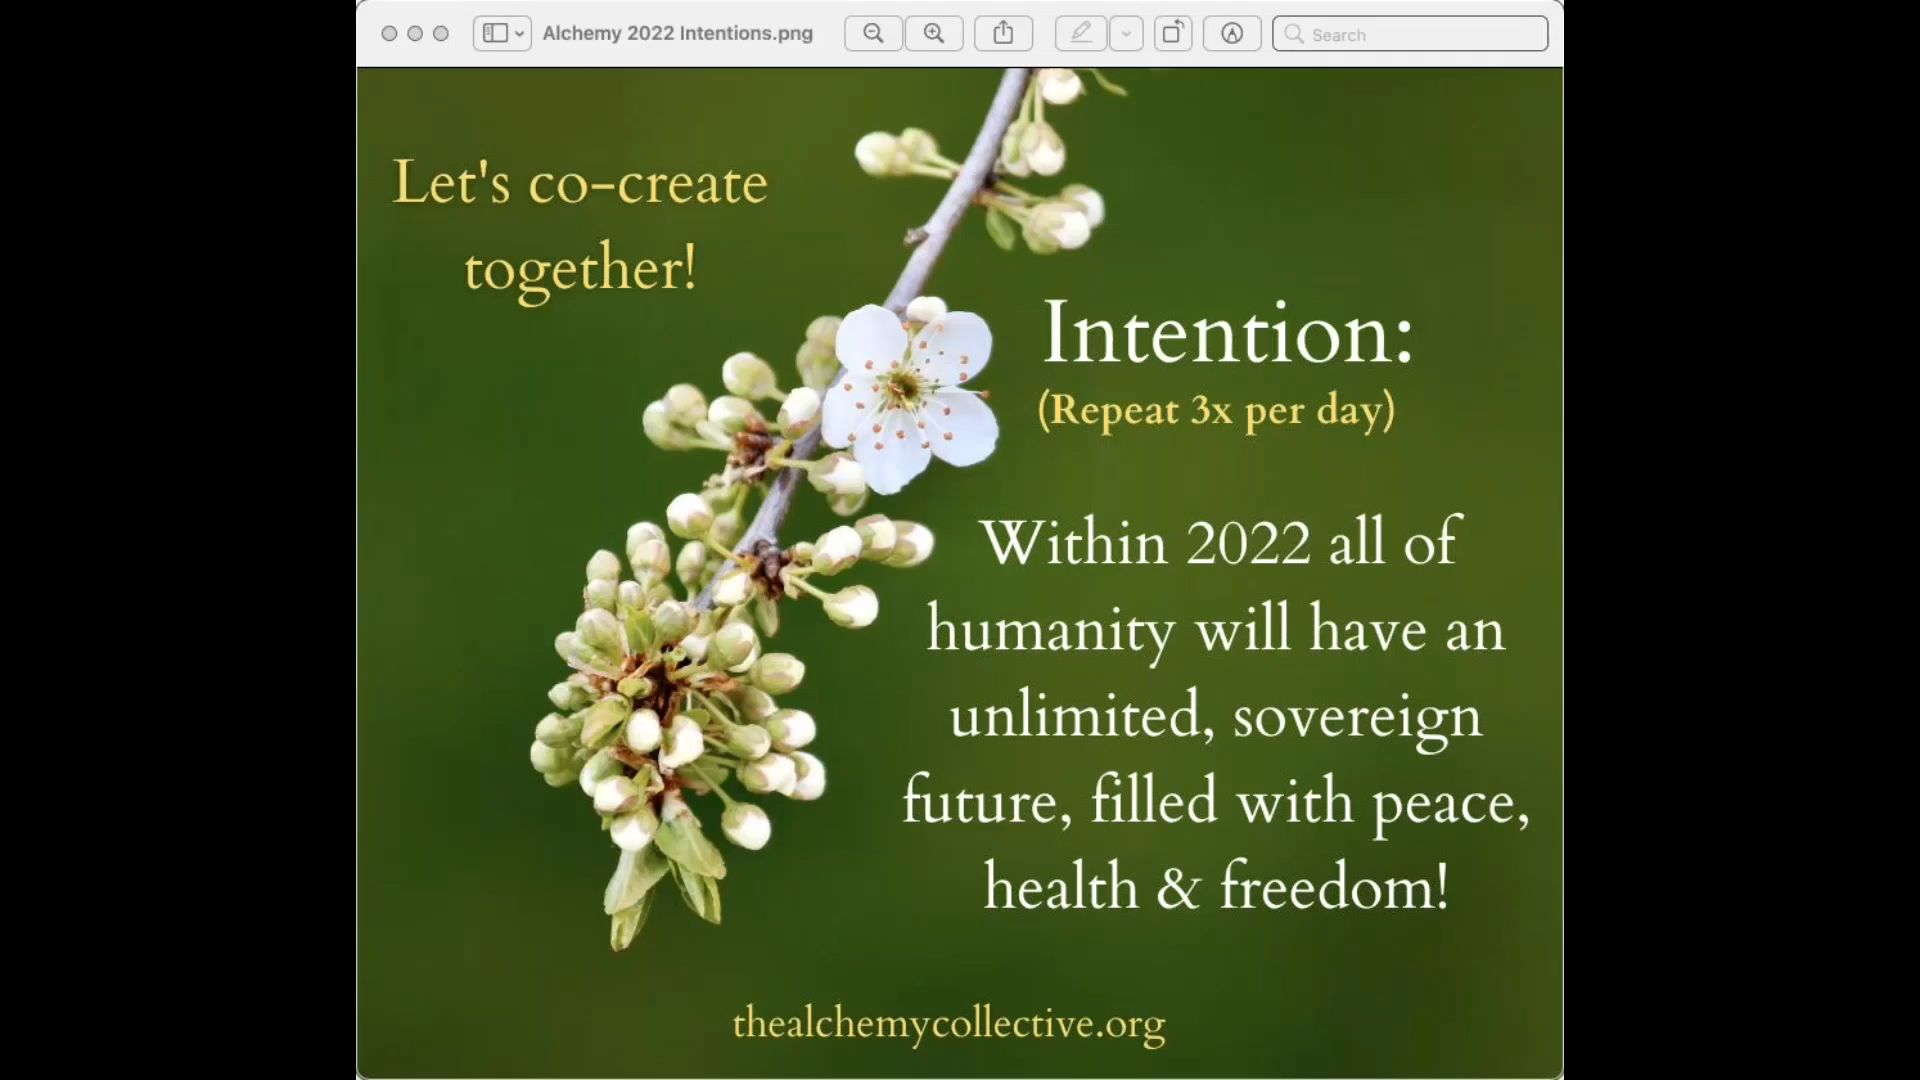 Alchemy 2022 Intentions.png
Search
Let's co-create
together!
Intention:
(Repeat 3x per day)
Within 2022 all of
humanity will have an
unlimited, sovereign
future, filled with peace,
health & freedom!
thealchemycollective.org